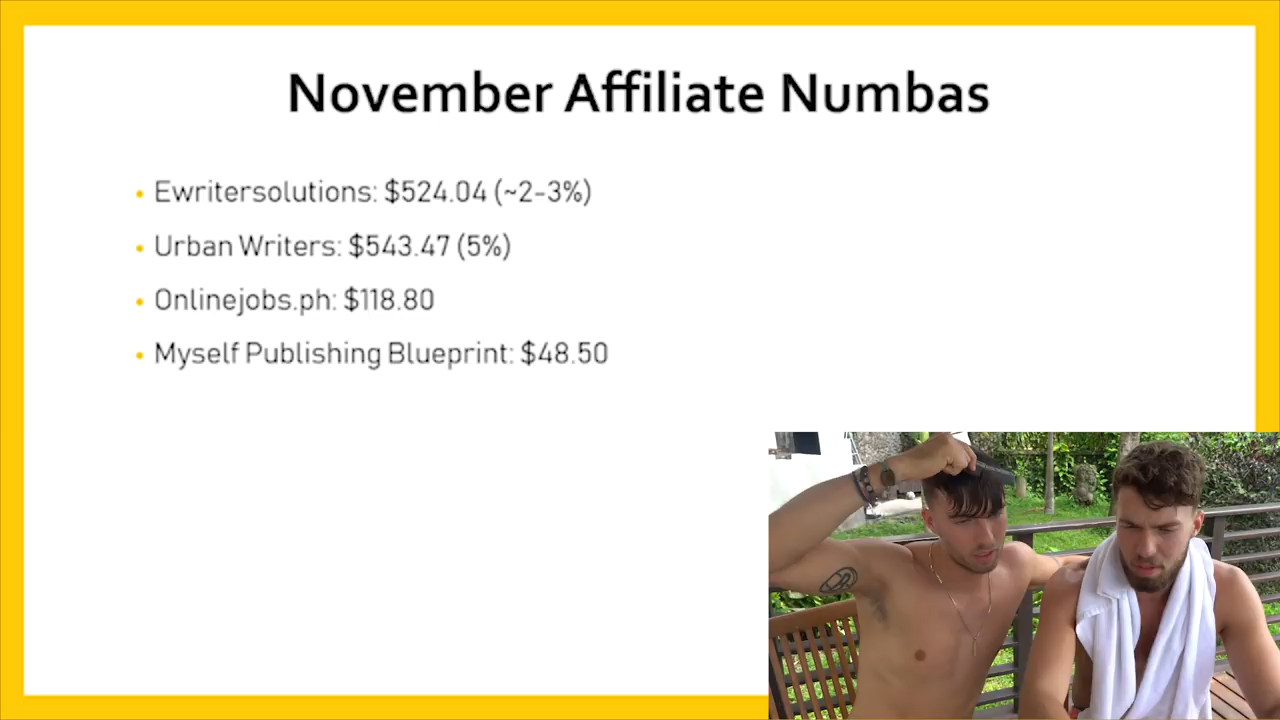 November Affiliate Numbas
• Ewritersolutions: $524.04 (~2-3%)
• Urban Writers: $543.47 (5%)
• Onlinejobs.ph: $118.80
• Myself Publishing Blueprint: $48.50